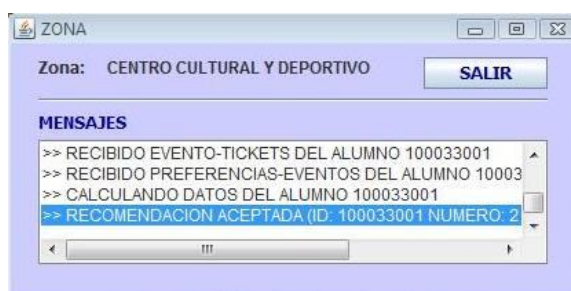 ZONA
Zona: CENTRO CULTURAL Y DEPORTIVO SALIR
MENSAJES
>> RECIBIDO EVENTO-TICKETS DEL ALUMNO 100033001
>> RECIBIDO PREFERENCIAS-EVENTOS DEL ALUMNO 10003
>> CALCULANDO DATOS DEL ALUMNO 100033001
>> RECOMENDACION ACEPTADA (ID: 100033001 NUMERO: 2